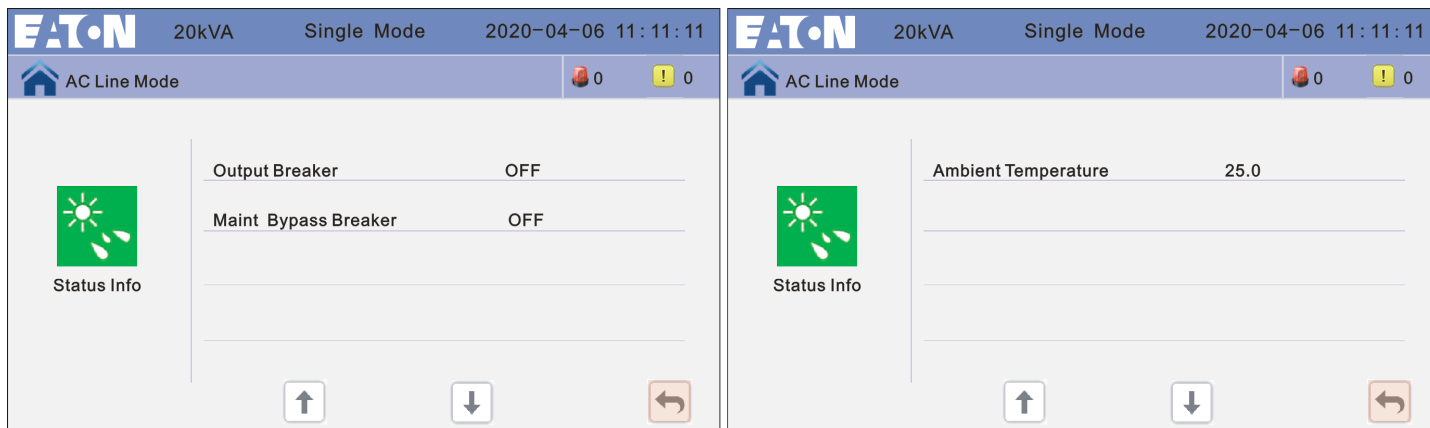 EATON 20kVA Single Mode 2020-04-06 11:11:11
AC Line Mode 0 ! 0
Output Breaker OFF
Maint Bypass Breaker OFF
Status Info
EATON 20kVA Single Mode 2020-04-06 11:11:11
AC Line Mode 0 ! 0
Ambient Temperature 25.0
Status Info